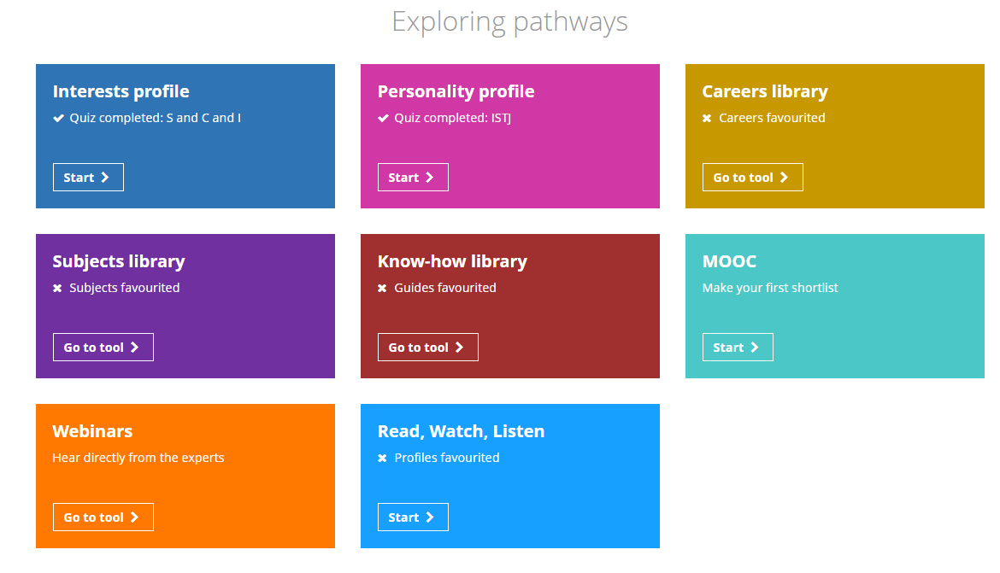 Exploring pathways
Interests profile
Quiz completed: S and C and I
Start
Personality profile
Quiz completed: ISTJ
Start
Careers library
Careers favourited
Go to tool
Subjects library
Subjects favourited
Go to tool
Know-how library
Guides favourited
Go to tool
MOOC
Make your first shortlist
Start
Webinars
Hear directly from the experts
Go to tool
Read, Watch, Listen
Profiles favourited
Start